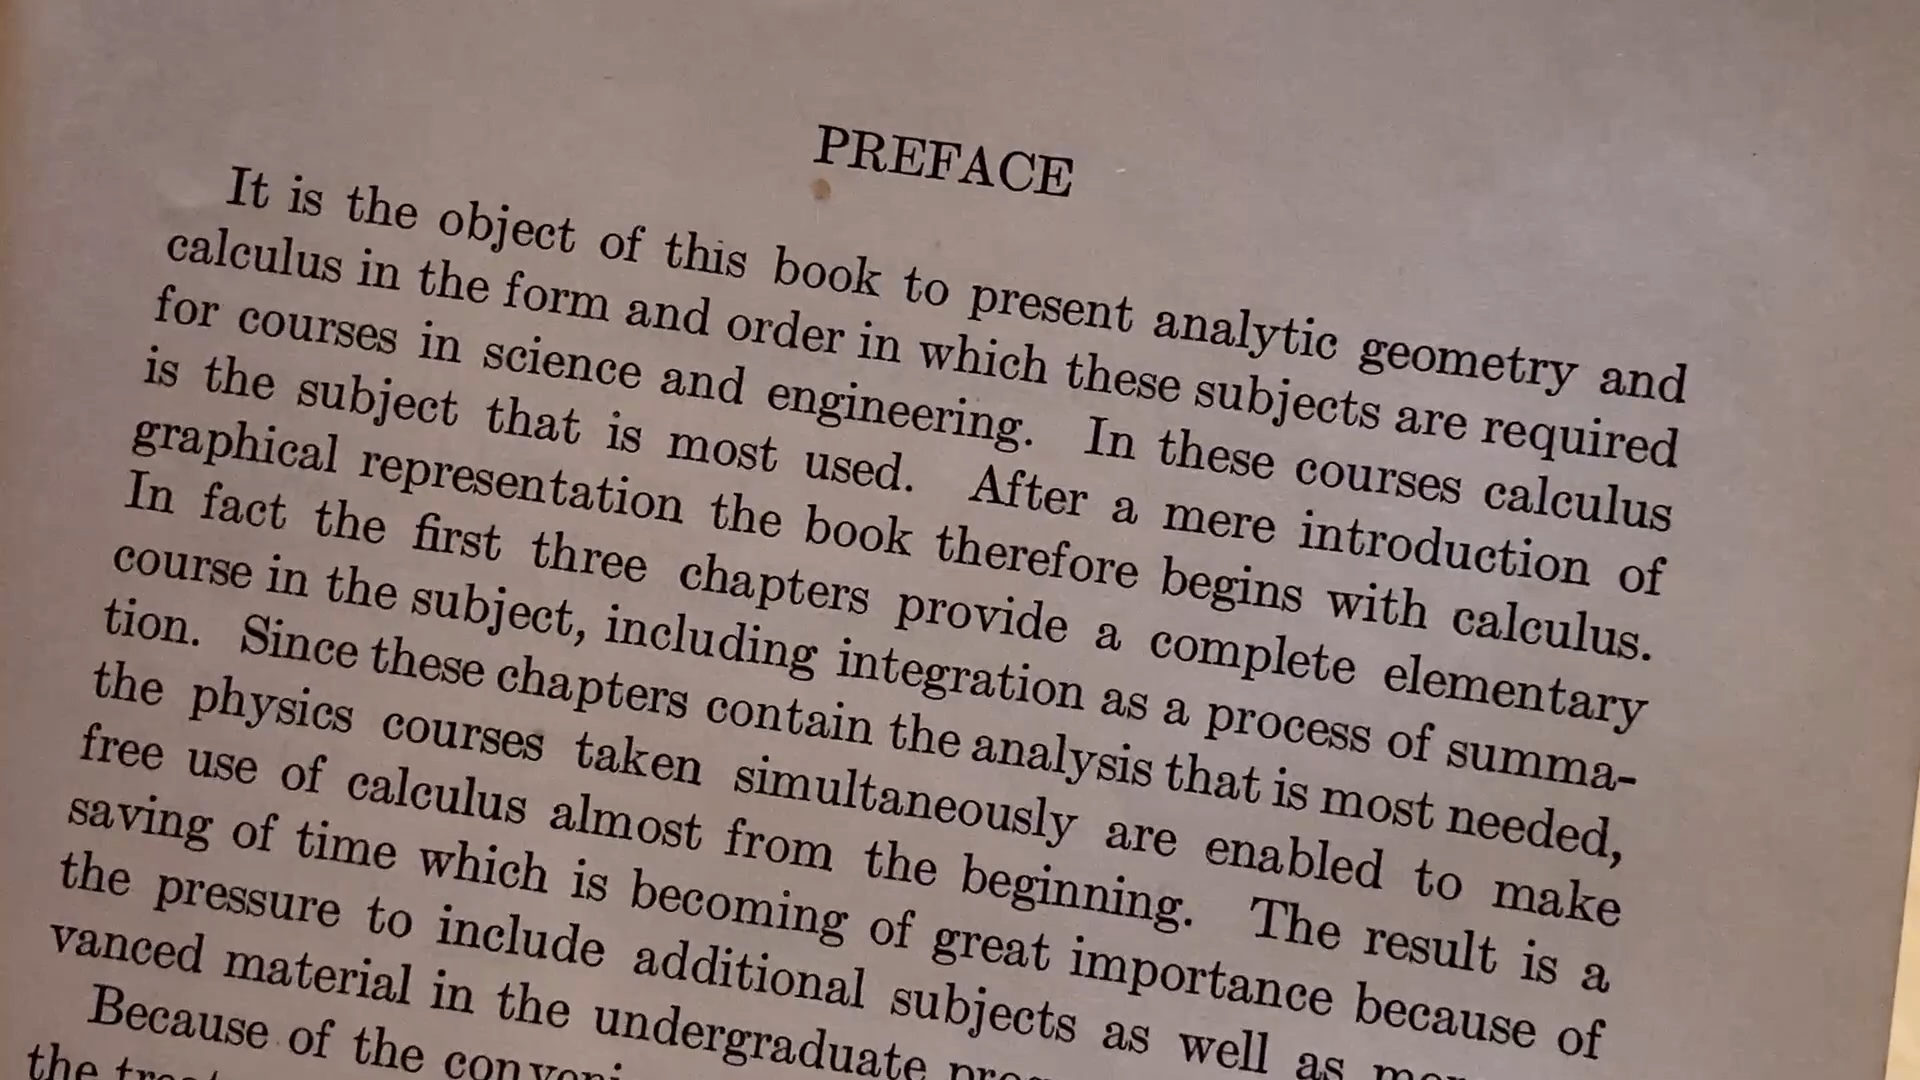 PREFACE
It is the object of this book to present analytic geometry and
calculus in the form and order in which these subjects are required
for courses in science and engineering. In these courses calculus
is the subject that is most used. After a mere introduction of
graphical representation the book therefore begins with calculus.
In fact the first three chapters provide a complete elementary
course in the subject, including integration as a process of summa-
tion. Since these chapters contain the analysis that is most needed,
the physics courses taken simultaneously are enabled to make
free use of calculus almost from the beginning. The result is a
saving of time which is becoming of great importance because of
the pressure to include additional subjects as well as
vanced material in the undergraduate
Because of the
the